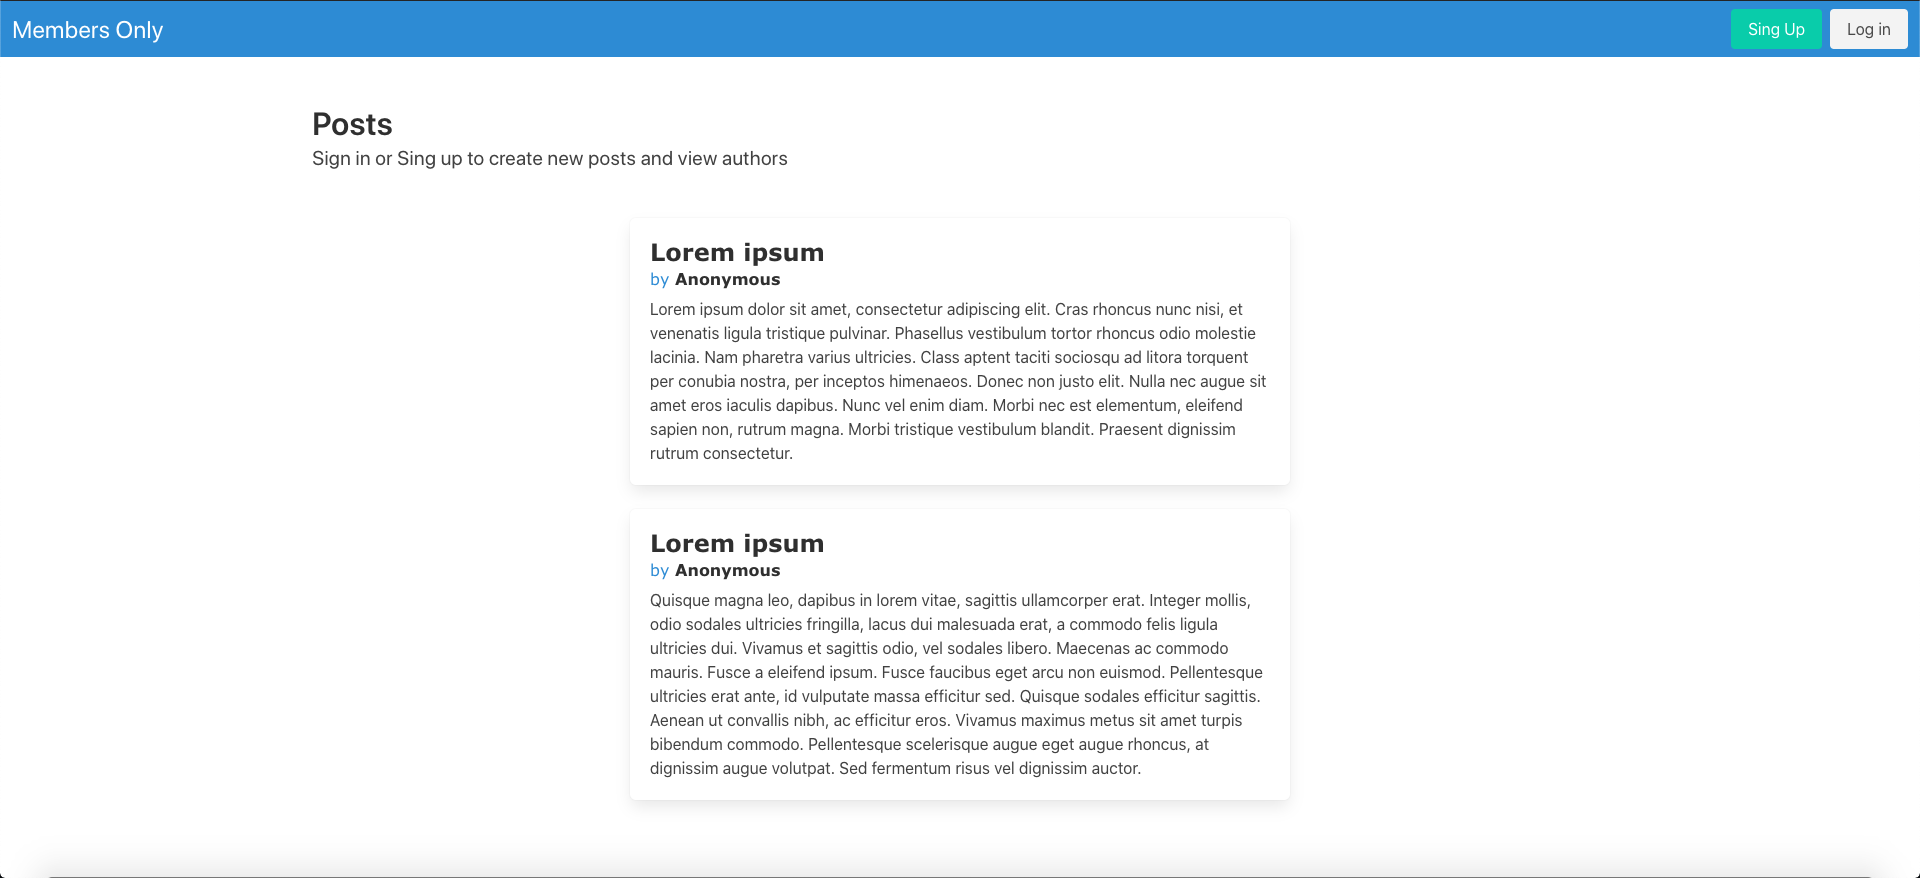 Members Only
Sing Up
Log in
Posts
Sign in or Sing up to create new posts and view authors
Lorem ipsum
by Anonymous
Lorem ipsum dolor sit amet, consectetur adipiscing elit. Cras rhoncus nunc nisi, et
venenatis ligula tristique pulvinar. Phasellus vestibulum tortor rhoncus odio molestie
lacinia. Nam pharetra varius ultricies. Class aptent taciti sociosqu ad litora torquent
per conubia nostra, per inceptos himenaeos. Donec non justo elit. Nulla nec augue sit
amet eros iaculis dapibus. Nunc vel enim diam. Morbi nec est elementum, eleifend
sapien non, rutrum magna. Morbi tristique vestibulum blandit. Praesent dignissim
rutrum consectetur.
Lorem ipsum
by Anonymous
Quisque magna leo, dapibus in lorem vitae, sagittis ullamcorper erat. Integer mollis,
odio sodales ultricies fringilla, lacus dui malesuada erat, a commodo felis ligula
ultricies dui. Vivamus et sagittis odio, vel sodales libero. Maecenas ac commodo
mauris. Fusce a eleifend ipsum. Fusce faucibus eget arcu non euismod. Pellentesque
ultricies erat ante, id vulputate massa efficitur sed. Quisque sodales efficitur sagittis.
Aenean ut convallis nibh, ac efficitur eros. Vivamus maximus metus sit amet turpis
bibendum commodo. Pellentesque scelerisque augue eget augue rhoncus, at
dignissim augue volutpat. Sed fermentum risus vel dignissim auctor.